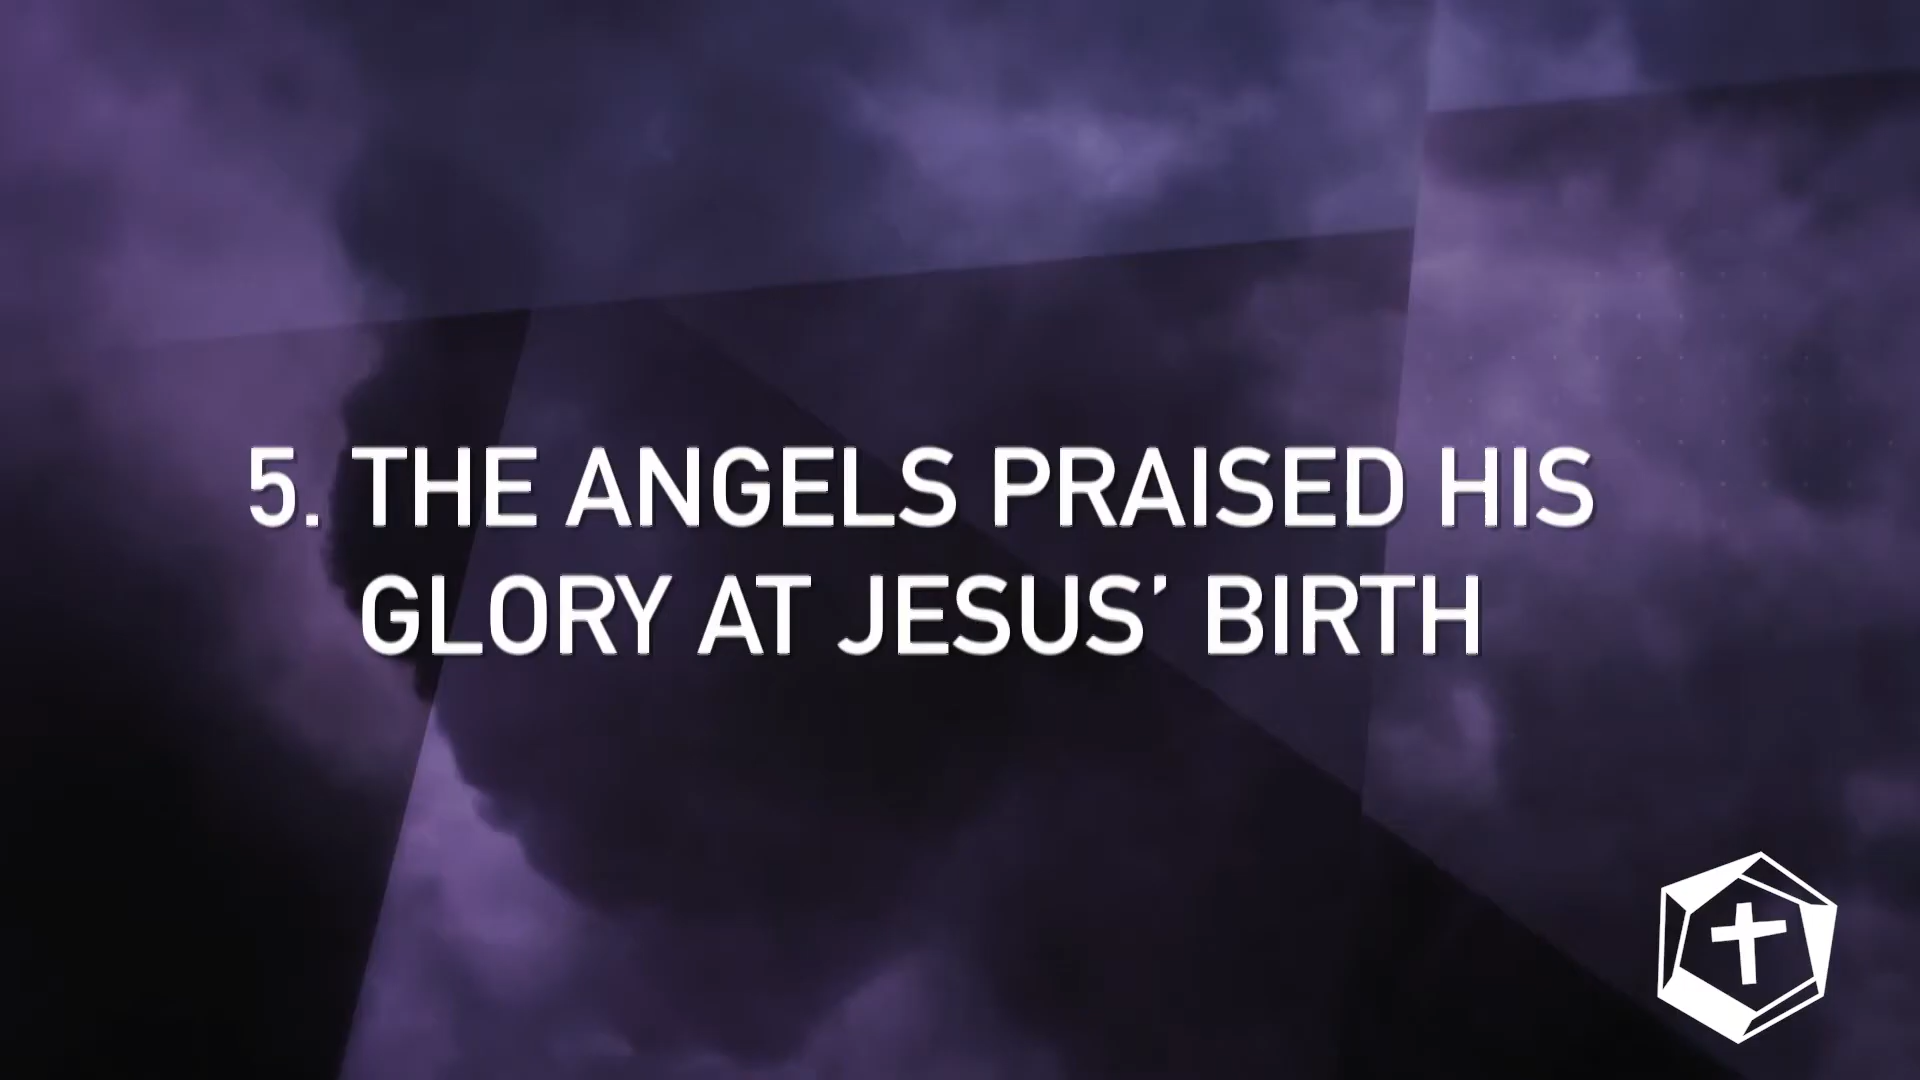 5. THE ANGELS PRAISED HIS
GLORY AT JESUS’ BIRTH